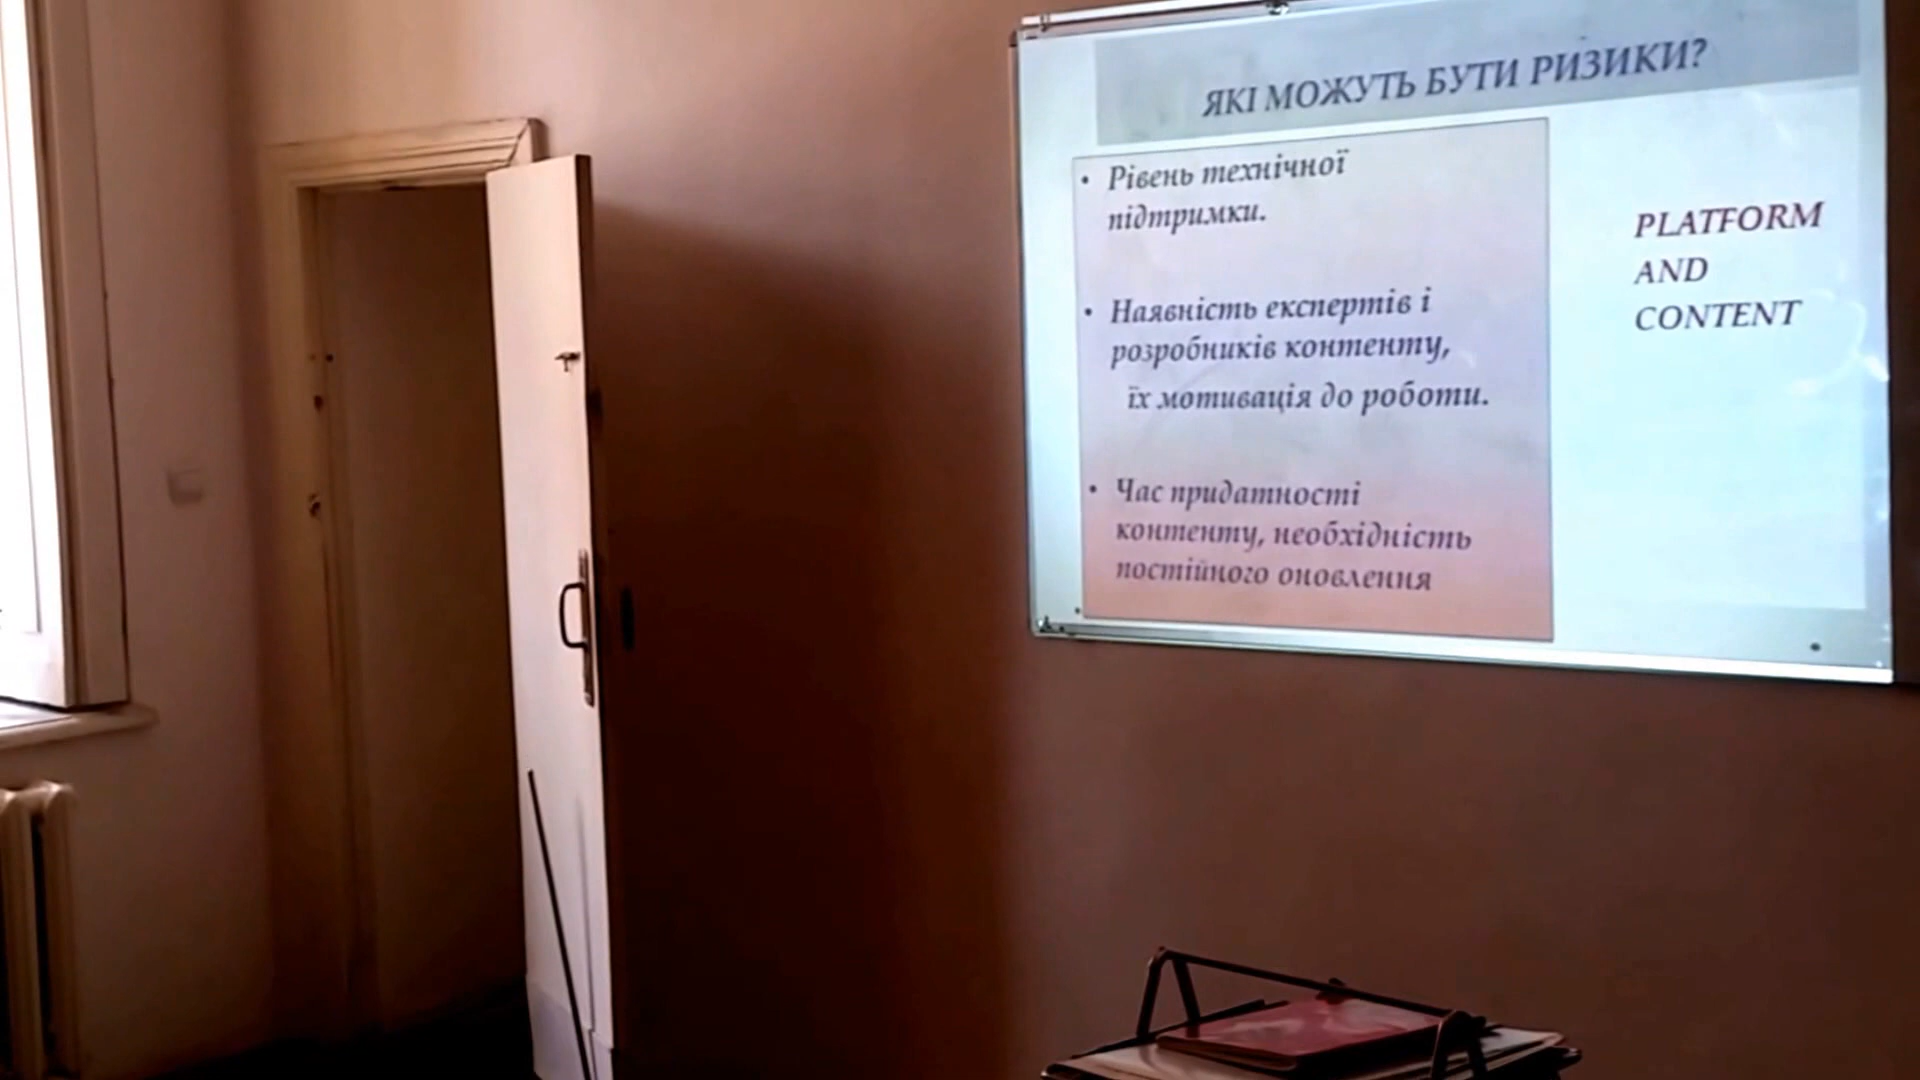 ЯКІ МОЖУТЬ БУТИ РИЗИКИ?
• Рівень технічної
підтримки.
• Наявність експертів і
розробників контенту,
їх мотивація до роботи.
• Час придатності
контенту, необхідність
постійного оновлення
PLATFORM
AND
CONTENT